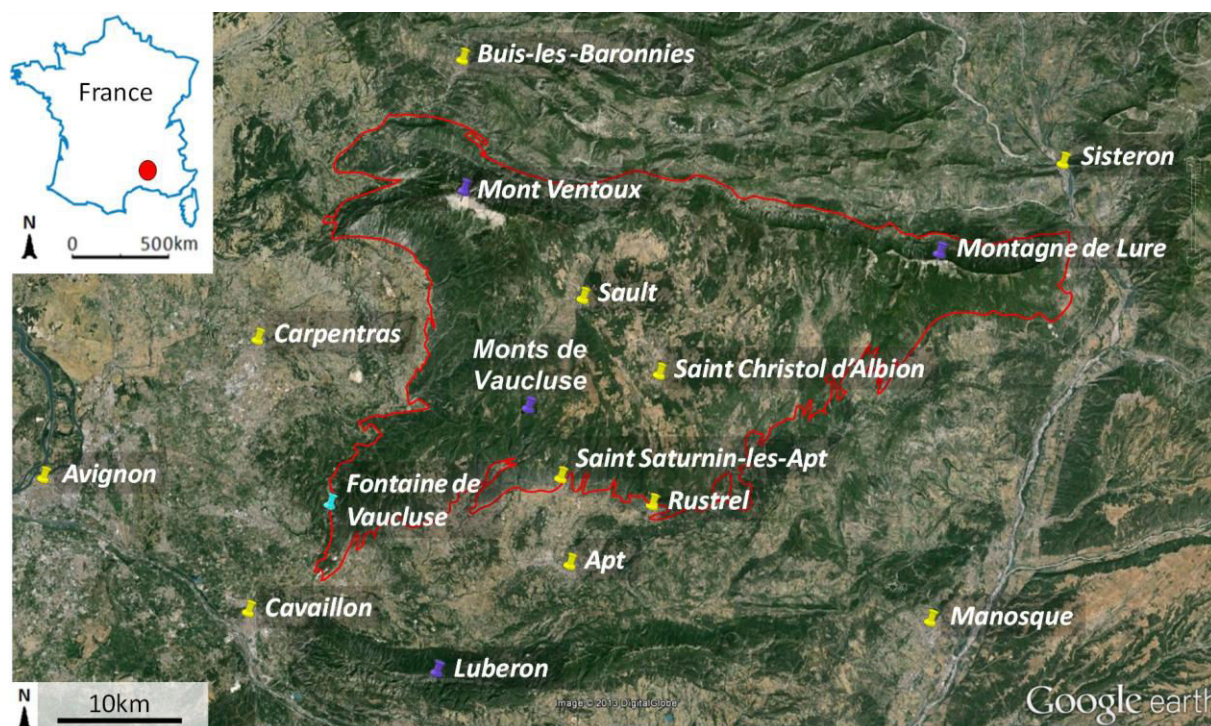 France
N
0 500km
Buis-les-Baronnies
Sisteron
Mont Ventoux
Montagne de Lure
Sault
Carpentras
Monts de
Vaucluse
Saint Christol d'Albion
Avignon
Saint Saturnin-les-Apt
Fontaine de
Vaucluse
Rustrel
Apt
Cavaillon
Manosque
Luberon
N
10km
Image © 2013 DigitalGlobe
Google earth